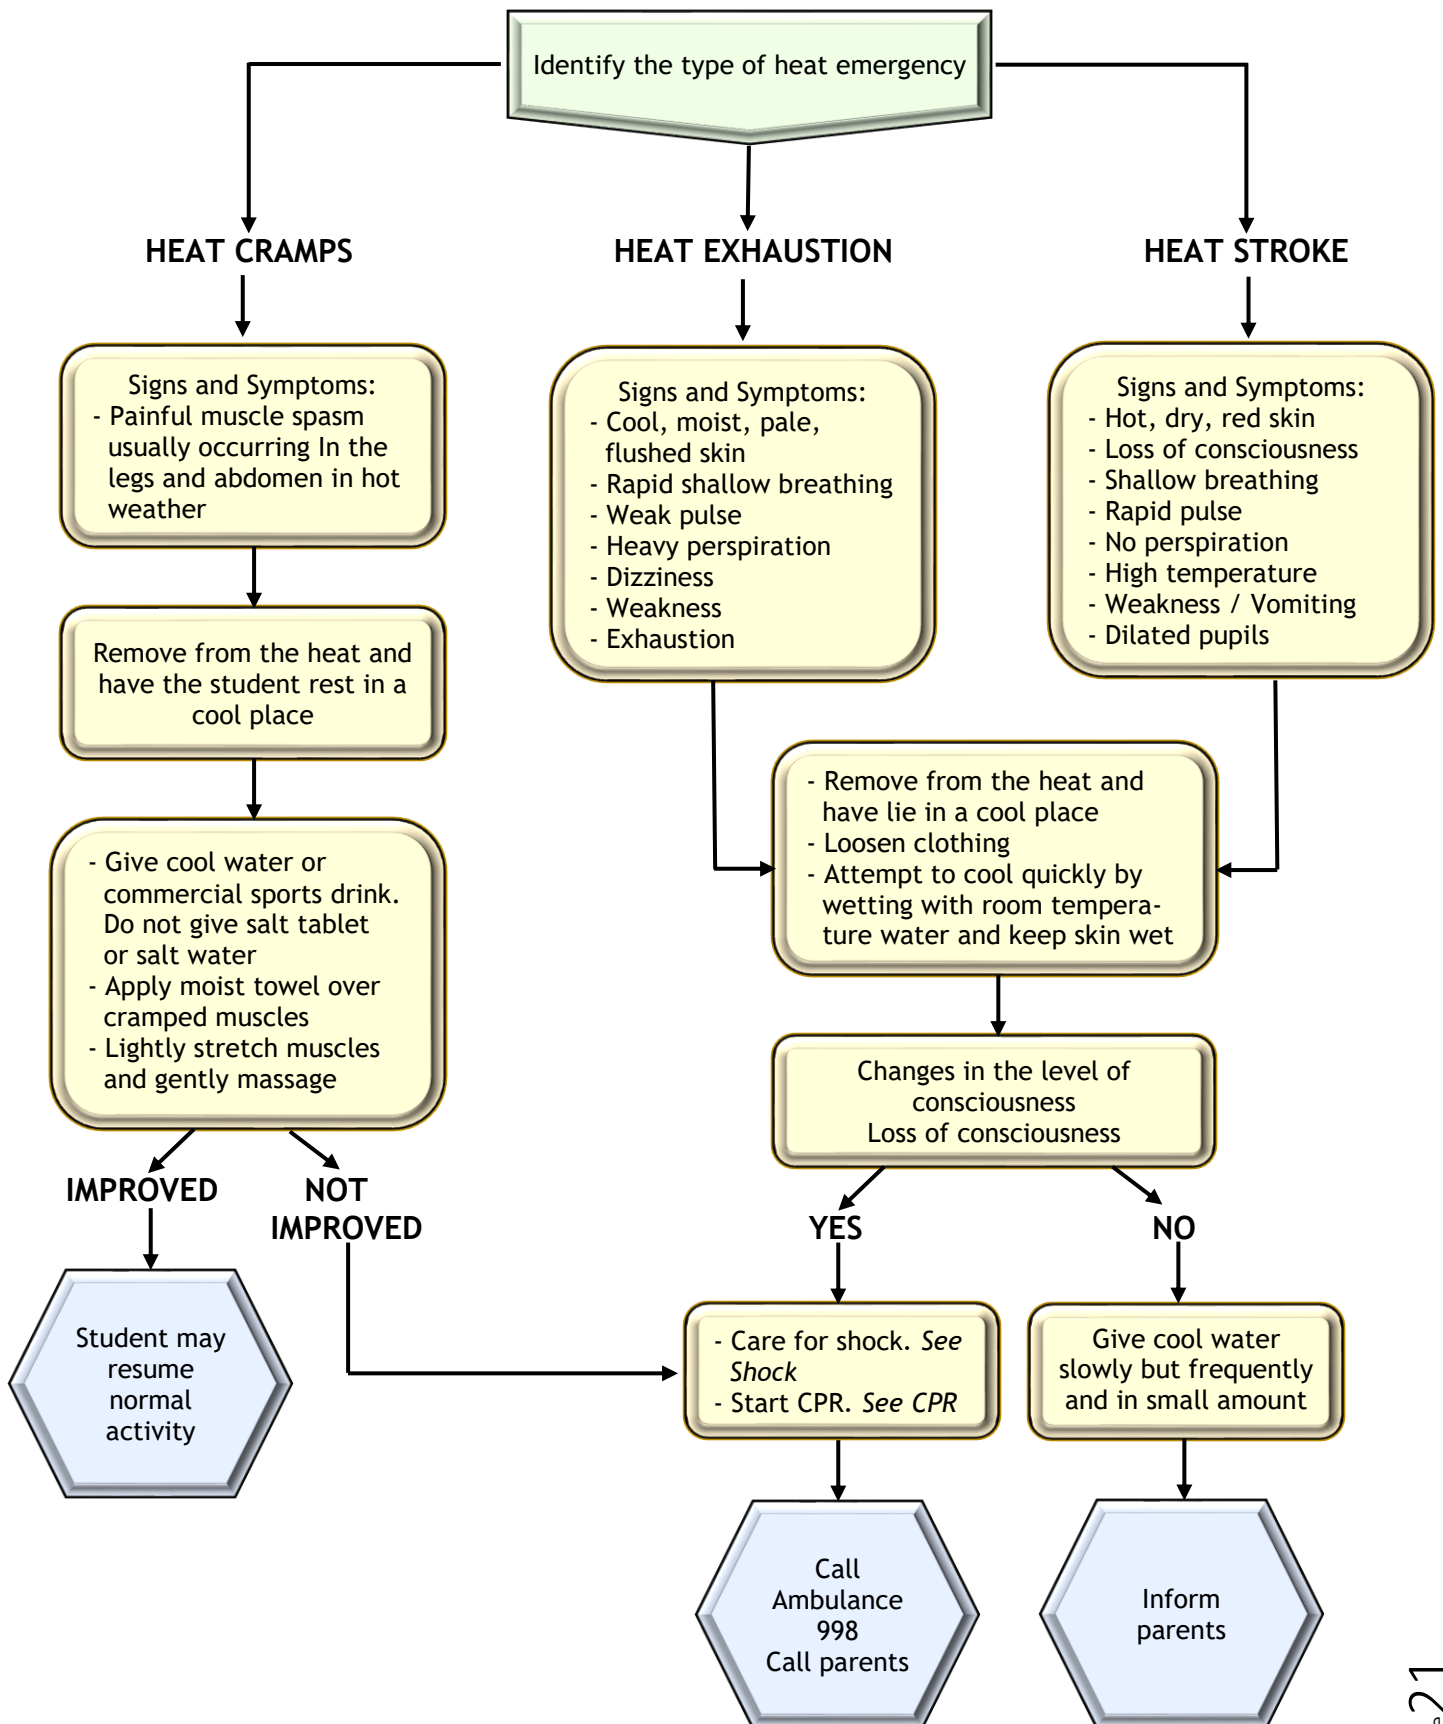 Identify the type of heat emergency
HEAT CRAMPS
HEAT EXHAUSTION
HEAT STROKE
Signs and Symptoms:
- Painful muscle spasm
usually occurring In the
legs and abdomen in hot
weather
Remove from the heat and
have the student rest in a
cool place
- Give cool water or
commercial sports drink.
Do not give salt tablet
or salt water
- Apply moist towel over
cramped muscles
- Lightly stretch muscles
and gently massage
IMPROVED
NOT
IMPROVED
Student may
resume
normal
activity
Signs and Symptoms:
- Cool, moist, pale,
flushed skin
- Rapid shallow breathing
- Weak pulse
- Heavy perspiration
- Dizziness
- Weakness
- Exhaustion
Signs and Symptoms:
- Hot, dry, red skin
- Loss of consciousness
- Shallow breathing
- Rapid pulse
- No perspiration
- High temperature
- Weakness / Vomiting
- Dilated pupils
- Remove from the heat and
have lie in a cool place
- Loosen clothing
- Attempt to cool quickly by
wetting with room tempera-
ture water and keep skin wet
Changes in the level of
consciousness
Loss of consciousness
YES
NO
- Care for shock. See
Shock
- Start CPR. See CPR
Give cool water
slowly but frequently
and in small amount
Call
Ambulance
998
Call parents
Inform
parents
21